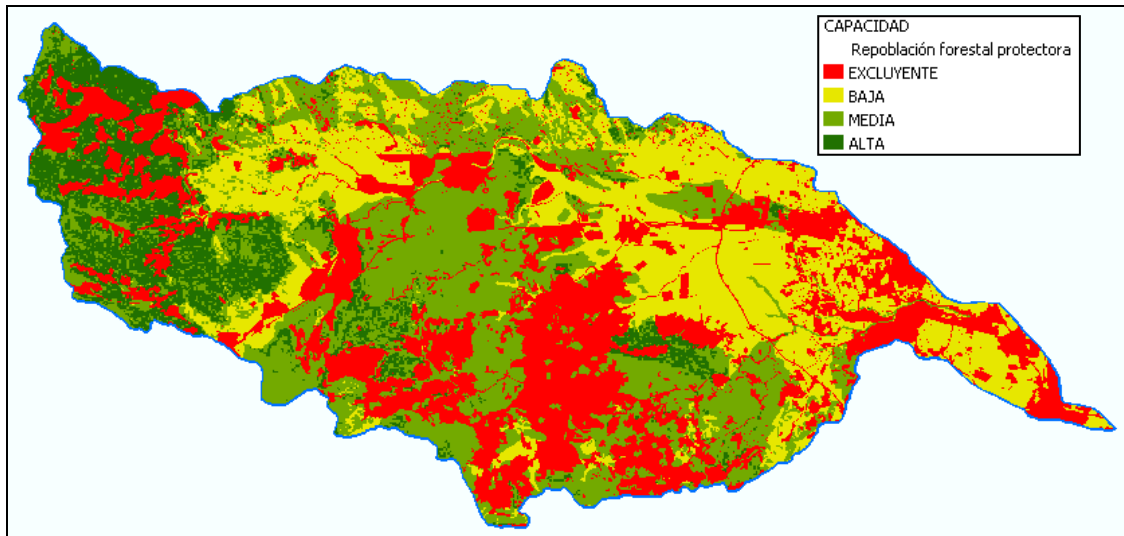 CAPACIDAD
Repoblación forestal protectora
EXCLUYENTE
BAJA
MEDIA
ALTA